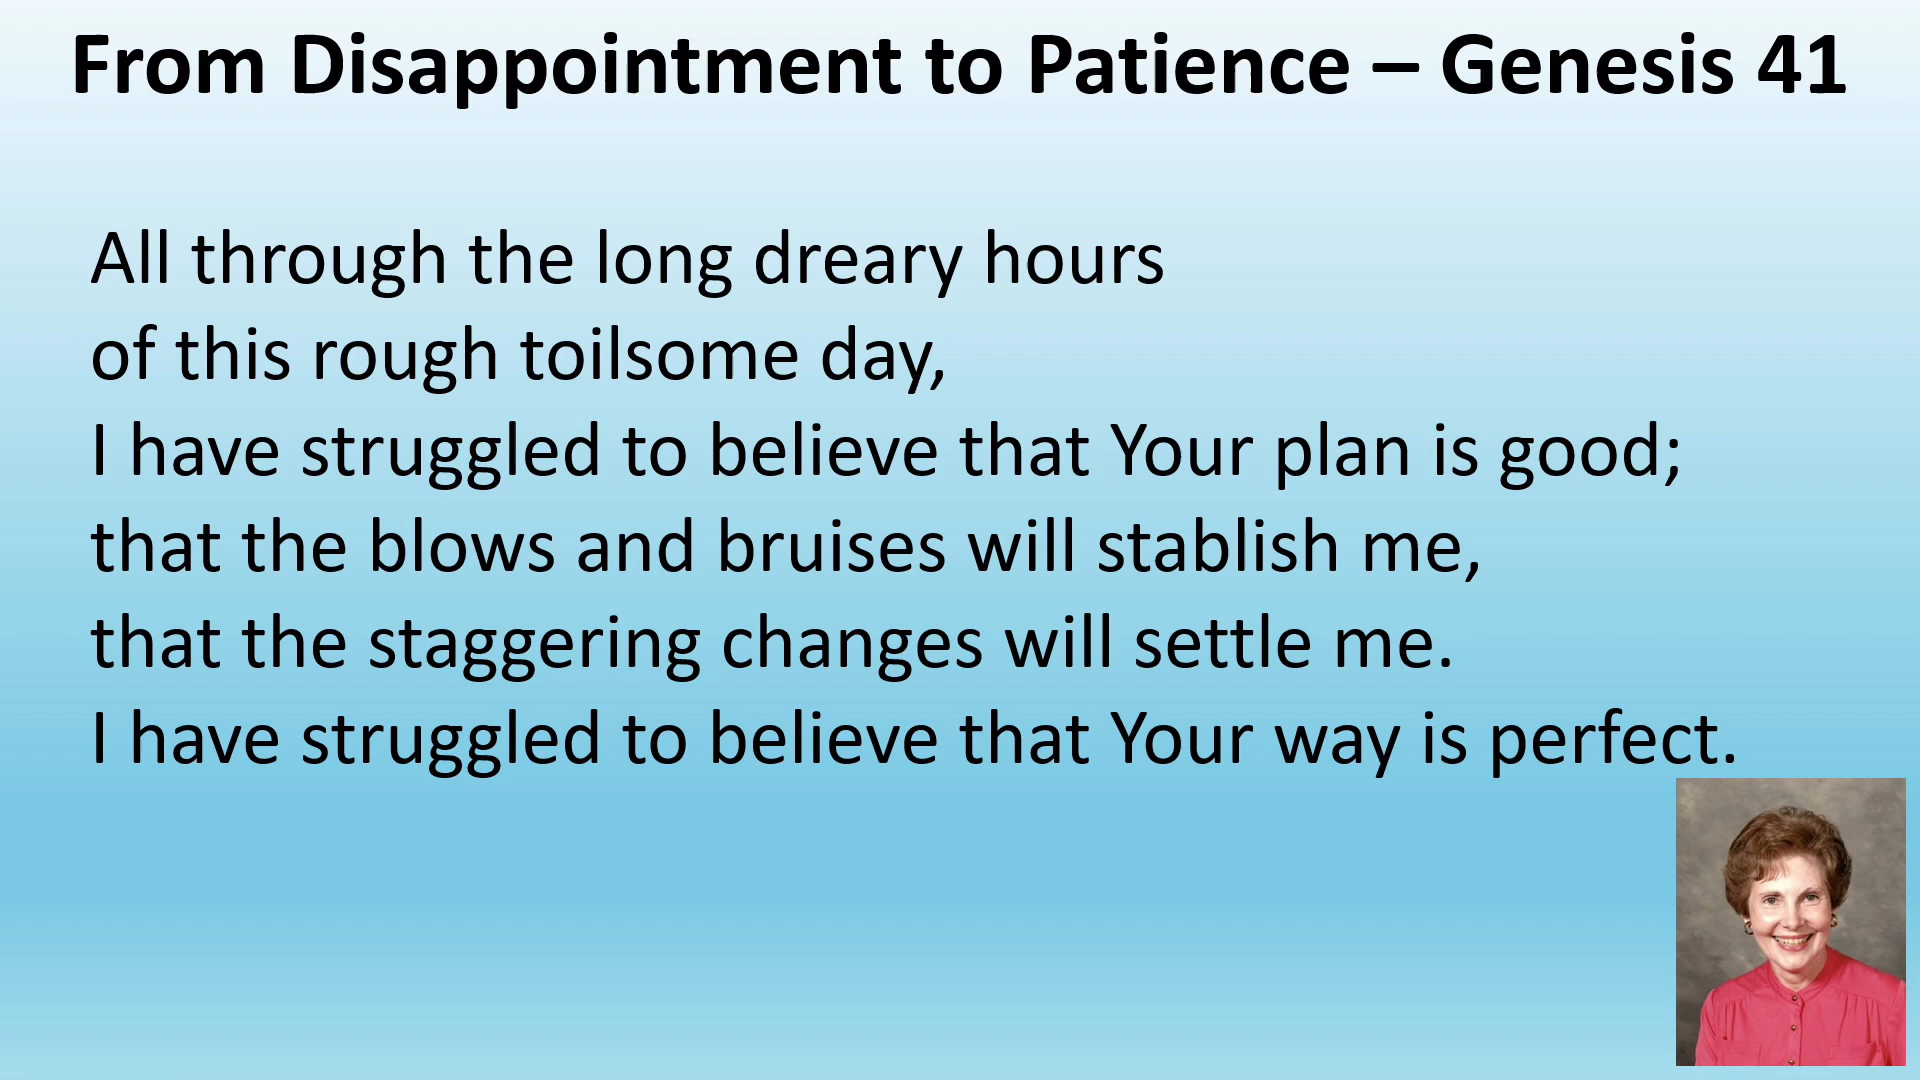 From Disappointment to Patience – Genesis 41
All through the long dreary hours
of this rough toilsome day,
I have struggled to believe that Your plan is good;
that the blows and bruises will stablish me,
that the staggering changes will settle me.
I have struggled to believe that Your way is perfect.